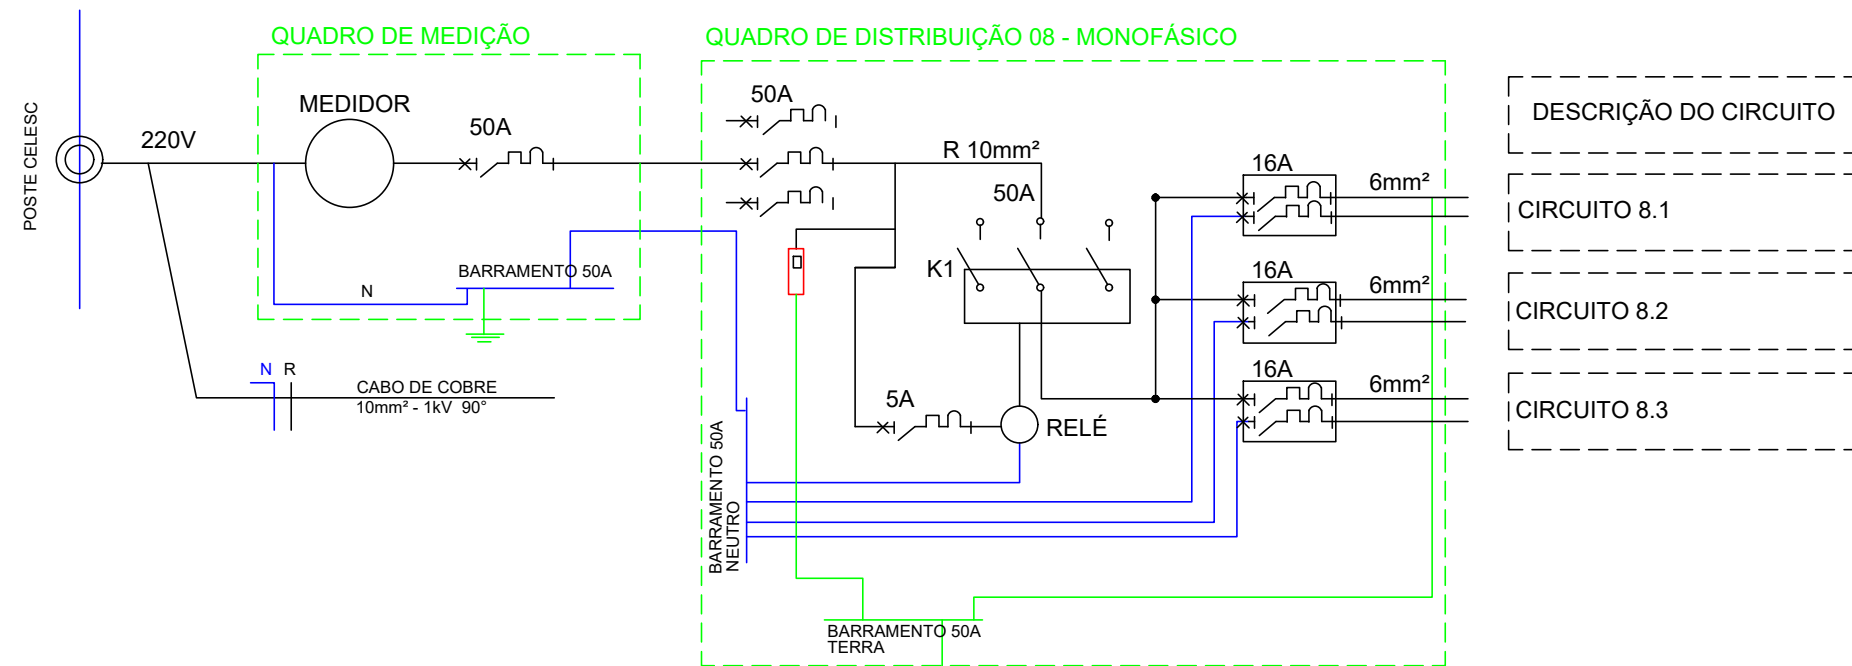 QUADRO DE MEDIÇÃO
QUADRO DE DISTRIBUIÇÃO 08 - MONOFÁSICO
POSTE CELESC
220V
MEDIDOR
50A
50A
R 10mm²
50A
K1
BARRAMENTO 50A
N
N R
CABO DE COBRE
10mm² - 1kV 90°
5A
RELÉ
BARRAMENTO 50A
NEUTRO
BARRAMENTO 50A
TERRA
16A
6mm²
16A
6mm²
16A
6mm²
DESCRIÇÃO DO CIRCUITO
CIRCUITO 8.1
CIRCUITO 8.2
CIRCUITO 8.3